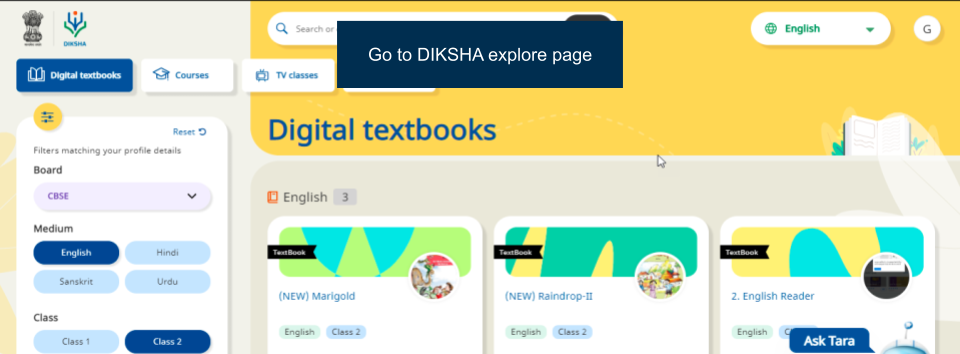 DIKSHA
Search or
Go to DIKSHA explore page
English
G
Digital textbooks
Courses
TV classes
Reset
Filters matching your profile details
Board
CBSE
Medium
English
Hindi
Sanskrit
Urdu
Class
Class 1
Class 2
Digital textbooks
English 3
TextBook
(NEW) Marigold
English
Class 2
TextBook
(NEW) Raindrop-II
English
Class 2
TextBook
2. English Reader
English
Ask Tara